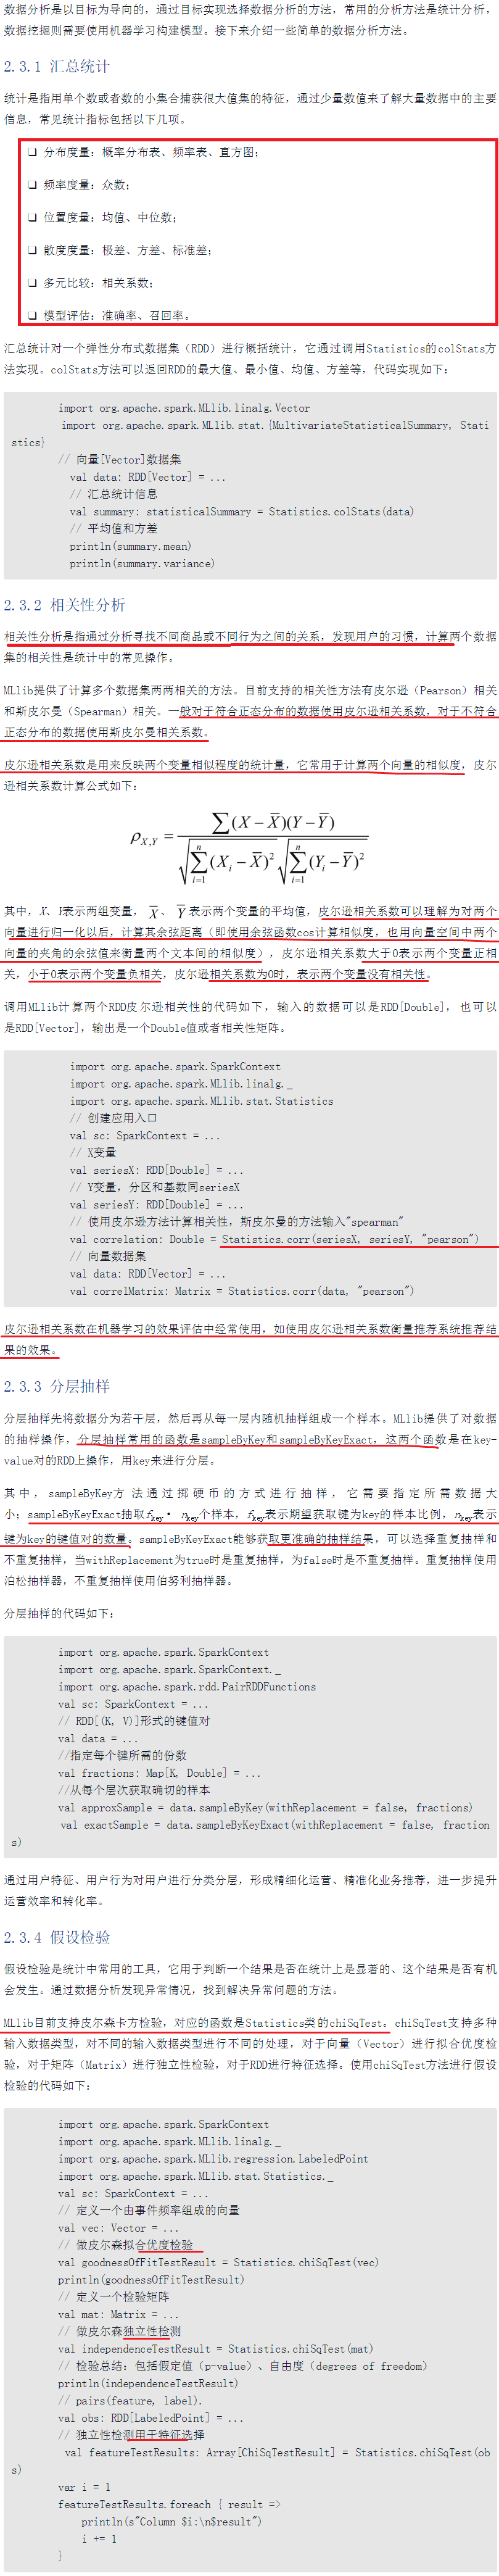 数据分析是以目标为导向的，通过目标实现选择数据分析的方法，常用的分析方法是统计分析，
数据挖掘则需要使用机器学习构建模型。接下来介绍一些简单的数据分析方法。
2.3.1 汇总统计
统计是指用单个数或者数的小集合捕获很大值集的特征，通过少量数值来了解大量数据中的主要
信息，常见统计指标包括以下几项。
❑ 分布度量：概率分布表、频率表、直方图；
❑ 频率度量：众数；
❑ 位置度量：均值、中位数；
❑ 散度度量：极差、方差、标准差；
❑ 多元比较：相关系数；
❑ 模型评估：准确率、召回率。
汇总统计对一个弹性分布式数据集（RDD）进行概括统计，它通过调用Statistics的colStats方
法实现。colStats方法可以返回RDD的最大值、最小值、均值、方差等，代码实现如下：
import org.apache.spark.MLlib.linalg.Vector
import org.apache.spark.MLlib.stat.{MultivariateStatisticalSummary, Stati
stics}
// 向量[Vector]数据集
val data: RDD[Vector] = ...
// 汇总统计信息
val summary: statisticalSummary = Statistics.colStats(data)
// 平均值和方差
println(summary.mean)
println(summary.variance)
2.3.2 相关性分析
相关性分析是指通过分析寻找不同商品或不同行为之间的关系，发现用户的习惯，计算两个数据
集的相关性是统计中的常见操作。
MLlib提供了计算多个数据集两两相关的方法。目前支持的相关性方法有皮尔逊（Pearson）相关
和斯皮尔曼（Spearman）相关。一般对于符合正态分布的数据使用皮尔逊相关系数，对于不符合
正态分布的数据使用斯皮尔曼相关系数。
皮尔逊相关系数是用来反映两个变量相似程度的统计量，它常用于计算两个向量的相似度，皮尔
逊相关系数计算公式如下：
ρ_{X,Y} = ∑(X − X̅)(Y − Y̅) / (√(∑_{i=1}^{n}(X_i − X̅)²) √(∑_{i=1}^{n}(Y_i − Y̅)²))
其中，X、Y表示两组变量， X̅、 Y̅ 表示两个变量的平均值，皮尔逊相关系数可以理解为对两个
向量进行归一化以后，计算其余弦距离（即使用余弦函数cos计算相似度，也用向量空间中两个
向量的夹角的余弦值来衡量两个文本间的相似度），皮尔逊相关系数大于0表示两个变量正相
关，小于0表示两个变量负相关，皮尔逊相关系数为0时，表示两个变量没有相关性。
调用MLlib计算两个RDD皮尔逊相关性的代码如下，输入的数据可以是RDD[Double]，也可以
是RDD[Vector]，输出是一个Double值或者相关性矩阵。
import org.apache.spark.SparkContext
import org.apache.spark.MLlib.linalg._
import org.apache.spark.MLlib.stat.Statistics
// 创建应用入口
val sc: SparkContext = ...
// X变量
val seriesX: RDD[Double] = ...
// Y变量，分区和基数同seriesX
val seriesY: RDD[Double] = ...
// 使用皮尔逊方法计算相关性，斯皮尔曼的方法输入"spearman"
val correlation: Double = Statistics.corr(seriesX, seriesY, "pearson")
// 向量数据集
val data: RDD[Vector] = ...
val correlMatrix: Matrix = Statistics.corr(data, "pearson")
皮尔逊相关系数在机器学习的效果评估中经常使用，如使用皮尔逊相关系数衡量推荐系统推荐结
果的效果。
2.3.3 分层抽样
分层抽样先将数据分为若干层，然后再从每一层内随机抽样组成一个样本。MLlib提供了对数据
的抽样操作，分层抽样常用的函数是sampleByKey和sampleByKeyExact，这两个函数是在key-
value对的RDD上操作，用key来进行分层。
其中，sampleByKey方法通过掷硬币的方式进行抽样，它需要指定所需数据大
小；sampleByKeyExact抽取f_key · n_key个样本，f_key表示期望获取键为key的样本比例，n_key表示
键为key的键值对的数量。sampleByKeyExact能够获取更准确的抽样结果，可以选择重复抽样和
不重复抽样，当withReplacement为true时是重复抽样，为false时是不重复抽样。重复抽样使用
泊松抽样器，不重复抽样使用伯努利抽样器。
分层抽样的代码如下：
import org.apache.spark.SparkContext
import org.apache.spark.SparkContext._
import org.apache.spark.rdd.PairRDDFunctions
val sc: SparkContext = ...
// RDD[(K, V)]形式的键值对
val data = ...
//指定每个键所需的份数
val fractions: Map[K, Double] = ...
//从每个层次获取确切的样本
val approxSample = data.sampleByKey(withReplacement = false, fractions)
val exactSample = data.sampleByKeyExact(withReplacement = false, fraction
s)
通过用户特征、用户行为对用户进行分类分层，形成精细化运营、精准化业务推荐，进一步提升
运营效率和转化率。
2.3.4 假设检验
假设检验是统计中常用的工具，它用于判断一个结果是否在统计上是显著的、这个结果是否有机
会发生。通过数据分析发现异常情况，找到解决异常问题的方法。
MLlib目前支持皮尔森卡方检验，对应的函数是Statistics类的chiSqTest。chiSqTest支持多种
输入数据类型，对不同的输入数据类型进行不同的处理，对于向量（Vector）进行拟合优度检
验，对于矩阵（Matrix）进行独立性检验，对于RDD进行特征选择。使用chiSqTest方法进行假设
检验的代码如下：
import org.apache.spark.SparkContext
import org.apache.spark.MLlib.linalg._
import org.apache.spark.MLlib.regression.LabeledPoint
import org.apache.spark.MLlib.stat.Statistics._
val sc: SparkContext = ...
// 定义一个由事件频率组成的向量
val vec: Vector = ...
// 做皮尔森拟合优度检验
val goodnessOfFitTestResult = Statistics.chiSqTest(vec)
println(goodnessOfFitTestResult)
// 定义一个检验矩阵
val mat: Matrix = ...
// 做皮尔森独立性检测
val independenceTestResult = Statistics.chiSqTest(mat)
// 检验总结：包括假定值（p-value）、自由度（degrees of freedom）
println(independenceTestResult)
// pairs(feature, label).
val obs: RDD[LabeledPoint] = ...
// 独立性检测用于特征选择
val featureTestResults: Array[ChiSqTestResult] = Statistics.chiSqTest(ob
s)
var i = 1
featureTestResults.foreach { result =>
println(s"Column $i:\n$result")
i += 1
}